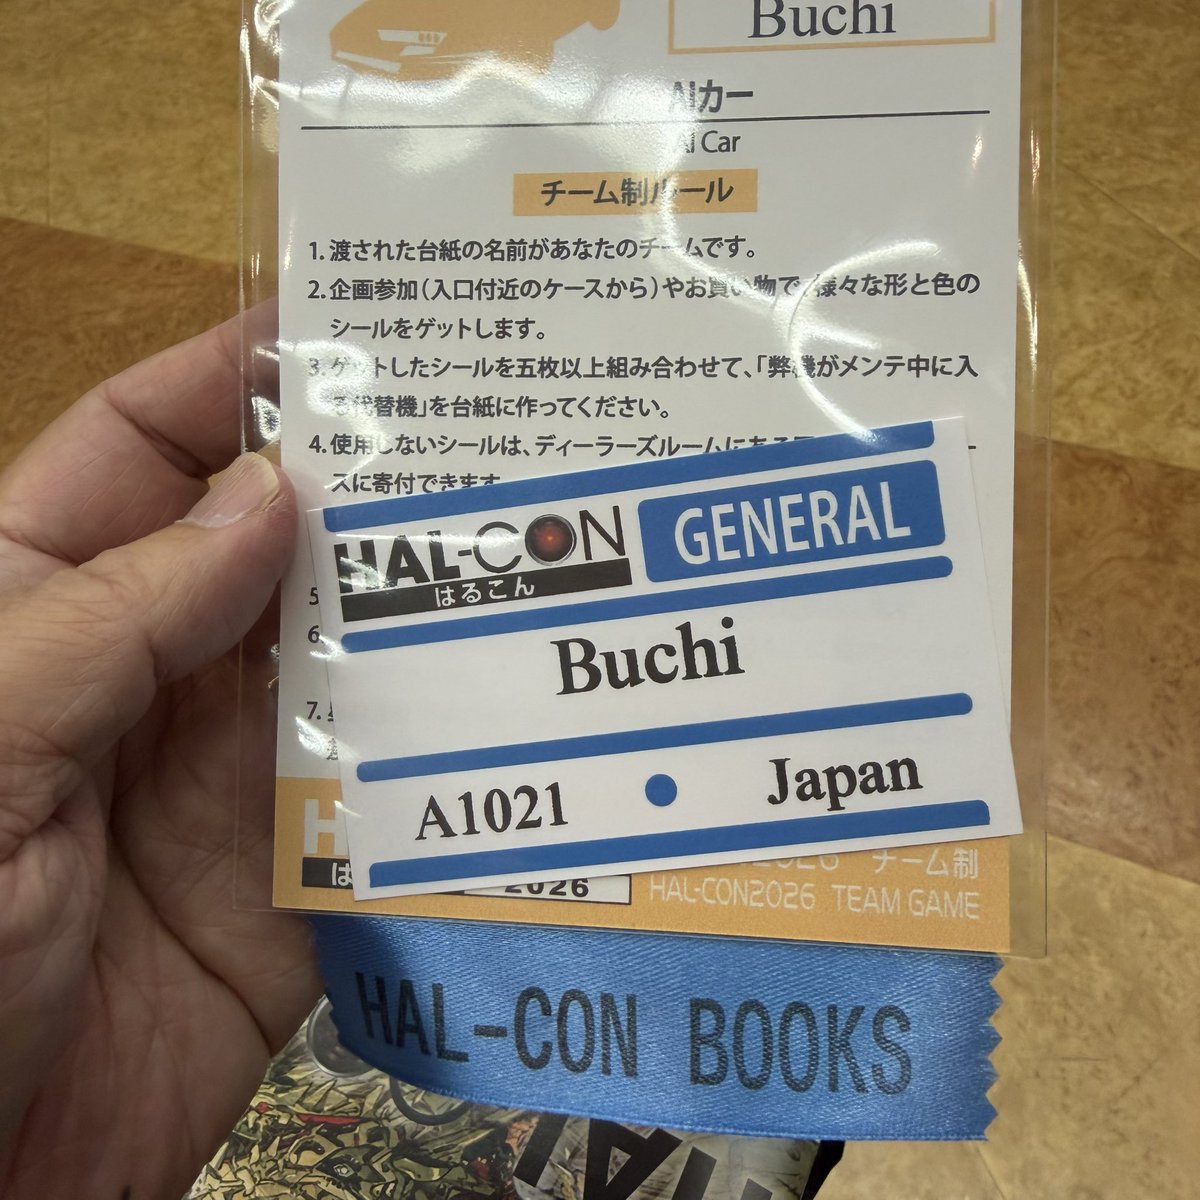 Buchi
AIカー
AI Car
チーム制ルール
1. 渡された台紙の名前があなたのチームです。
2. 企画参加(入口付近のケースから)やお買い物で、様々な形と色の
シールをゲットします。
3. ゲットしたシールを五枚以上組み合わせて、「弊機がメンテ中に入
る代替機」を台紙に作ってください。
4. 使用しないシールは、ディーラーズルームにある
スに寄付できます
5
6
7.
HAL-CON
GENERAL
はるこん
Buchi
A1021 ● Japan
2026 チーム制
2026
HAL-CON2026 TEAM GAME
HAL-CON BOOKS